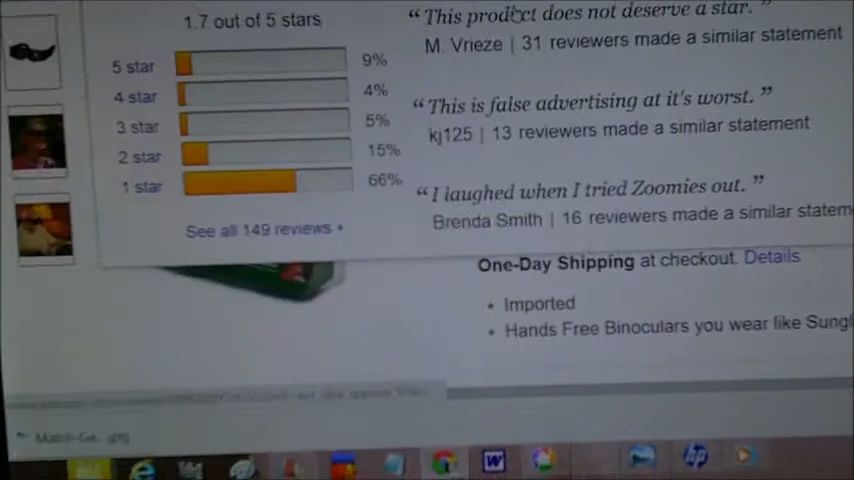 1.7 out of 5 stars
5 star 9%
4 star 4%
3 star 5%
2 star 15%
1 star 66%
See all 149 reviews
“This product does not deserve a star.”
M. Vrieze | 31 reviewers made a similar statement
“This is false advertising at it's worst.”
kj125 | 13 reviewers made a similar statement
“I laughed when I tried Zoomies out.”
Brenda Smith | 16 reviewers made a similar statem
One-Day Shipping at checkout. Details
• Imported
• Hands Free Binoculars you wear like Sungl
W
hp